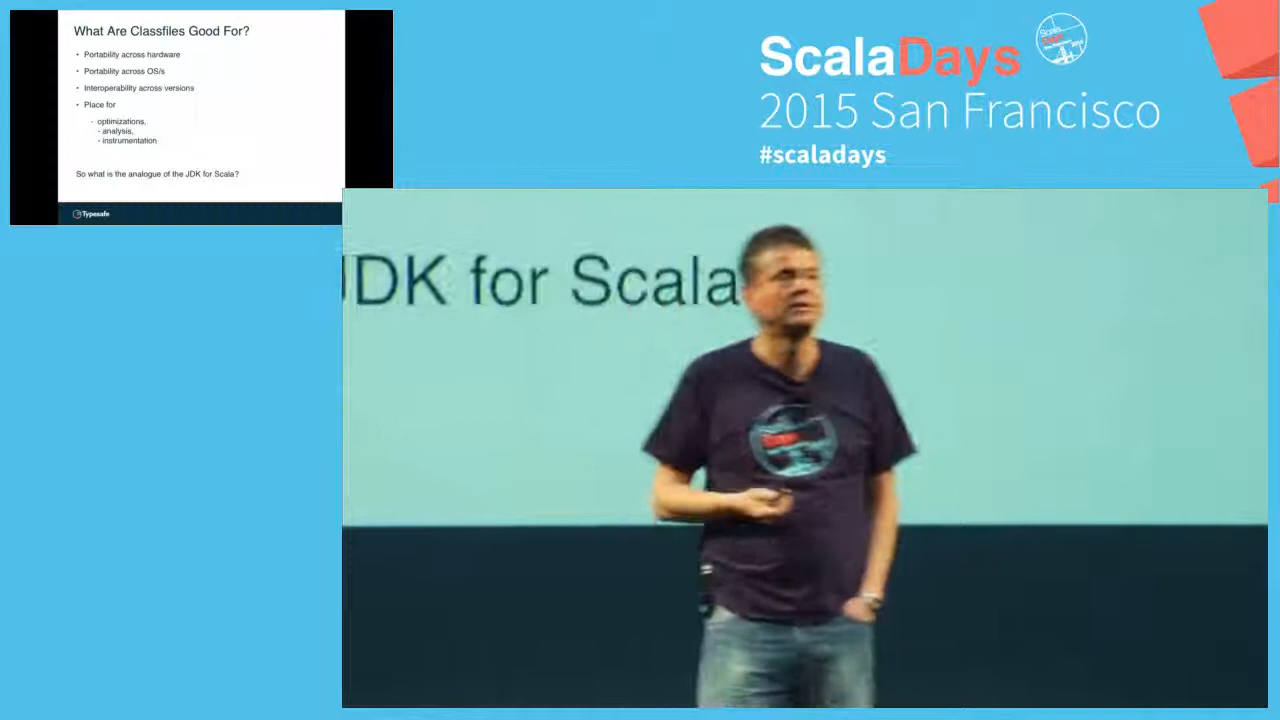 What Are Classfiles Good For?
• Portability across hardware
• Portability across OS/s
• Interoperability across versions
• Place for
- optimizations,
- analysis,
- instrumentation
So what is the analogue of the JDK for Scala?
Typesafe
ScalaDays
2015 San Francisco
#scaladays
JDK for Scala